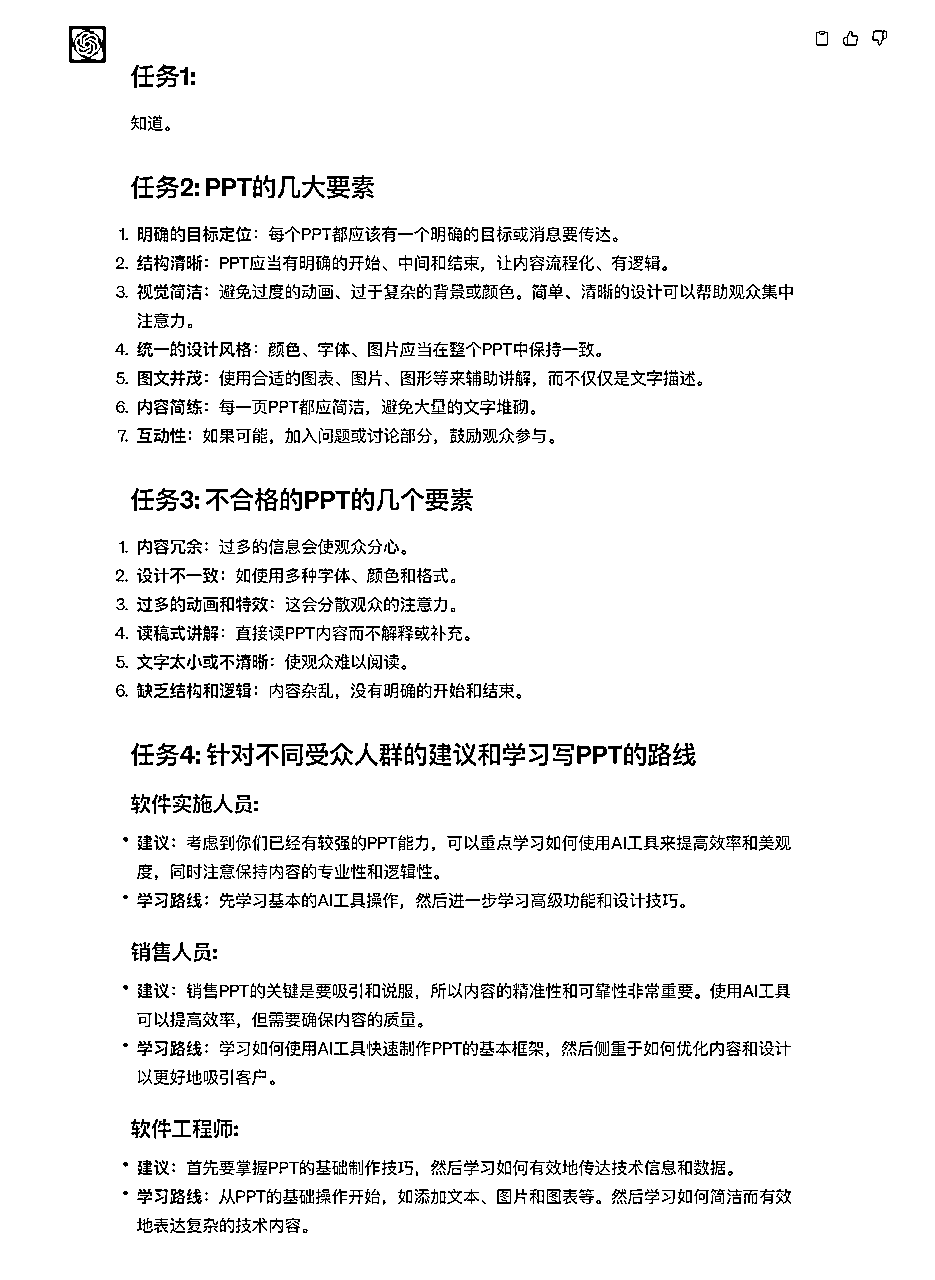 任务1:
知道。
任务2: PPT的几大要素
1. 明确的目标定位：每个PPT都应该有一个明确的目标或消息要传达。
2. 结构清晰：PPT应当有明确的开始、中间和结束，让内容流程化、有逻辑。
3. 视觉简洁：避免过度的动画、过于复杂的背景或颜色。简单、清晰的设计可以帮助观众集中
注意力。
4. 统一的设计风格：颜色、字体、图片应当在整个PPT中保持一致。
5. 图文并茂：使用合适的图表、图片、图形等来辅助讲解，而不仅仅是文字描述。
6. 内容简练：每一页PPT都应简洁，避免大量的文字堆砌。
7. 互动性：如果可能，加入问题或讨论部分，鼓励观众参与。
任务3: 不合格的PPT的几个要素
1. 内容冗余：过多的信息会使观众分心。
2. 设计不一致：如使用多种字体、颜色和格式。
3. 过多的动画和特效：这会分散观众的注意力。
4. 读稿式讲解：直接读PPT内容而不解释或补充。
5. 文字太小或不清晰：使观众难以阅读。
6. 缺乏结构和逻辑：内容杂乱，没有明确的开始和结束。
任务4: 针对不同受众人群的建议和学习写PPT的路线
软件实施人员:
• 建议：考虑到你们已经有较强的PPT能力，可以重点学习如何使用AI工具来提高效率和美观
度，同时注意保持内容的专业性和逻辑性。
• 学习路线：先学习基本的AI工具操作，然后进一步学习高级功能和设计技巧。
销售人员:
• 建议：销售PPT的关键是要吸引和说服，所以内容的精准性和可靠性非常重要。使用AI工具
可以提高效率，但需要确保内容的质量。
• 学习路线：学习如何使用AI工具快速制作PPT的基本框架，然后侧重于如何优化内容和设计
以更好地吸引客户。
软件工程师:
• 建议：首先要掌握PPT的基础制作技巧，然后学习如何有效地传达技术信息和数据。
• 学习路线：从PPT的基础操作开始，如添加文本、图片和图表等。然后学习如何简洁而有效
地表达复杂的技术内容。